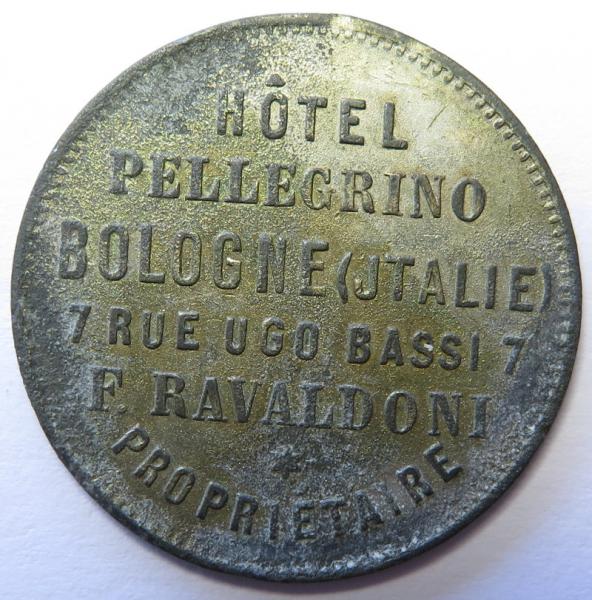 HÔTEL
PELLEGRINO
BOLOGNE (JTALIE)
7 RUE UGO BASSI 7
F. RAVALDONI
*
PROPRIETAIRE